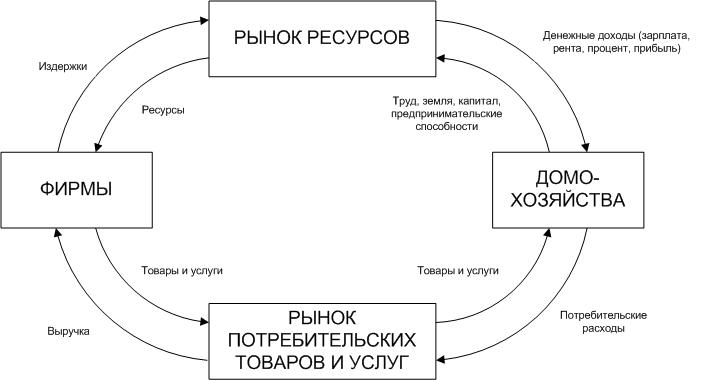 РЫНОК РЕСУРСОВ
Денежные доходы (зарплата,
рента, процент, прибыль)
Издержки
Ресурсы
Труд, земля, капитал,
предпринимательские
способности
ФИРМЫ
ДОМО-
ХОЗЯЙСТВА
Товары и услуги
Товары и услуги
Выручка
РЫНОК
ПОТРЕБИТЕЛЬСКИХ
ТОВАРОВ И УСЛУГ
Потребительские
расходы